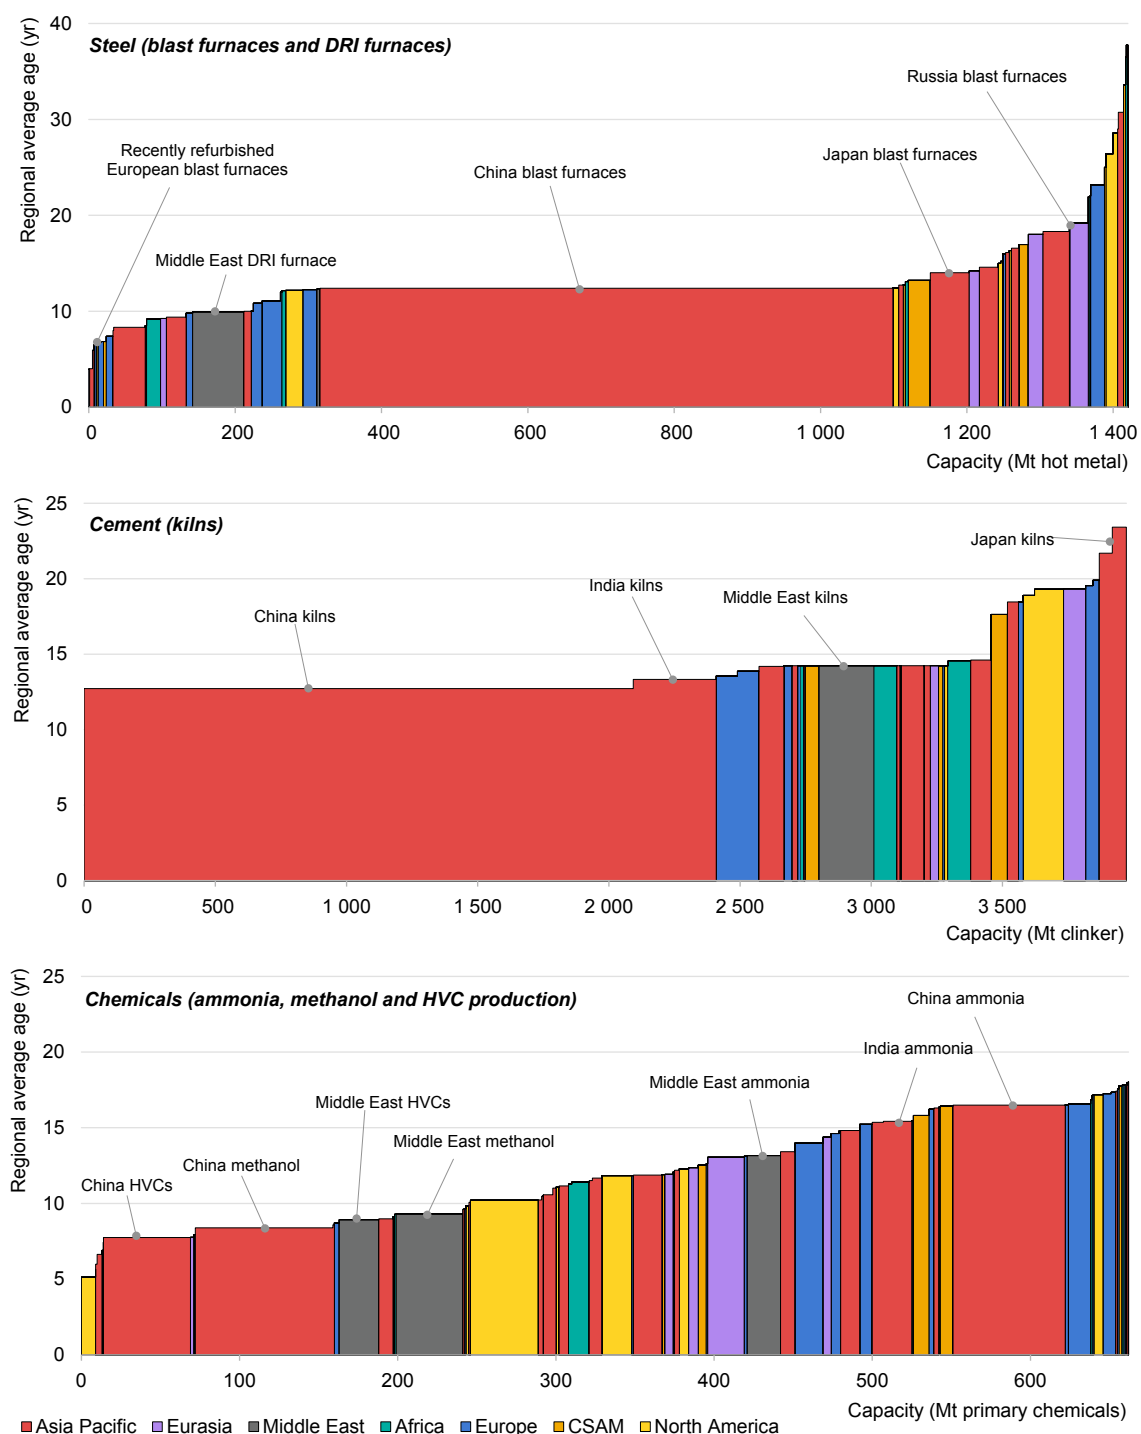 Regional average age (yr)
40
30
20
10
0
Steel (blast furnaces and DRI furnaces)
Recently refurbished
European blast furnaces
Middle East DRI furnace
China blast furnaces
Japan blast furnaces
Russia blast furnaces
0 200 400 600 800 1 000 1 200 1 400
Capacity (Mt hot metal)
Regional average age (yr)
25
20
15
10
5
0
Cement (kilns)
China kilns
India kilns
Middle East kilns
Japan kilns
0 500 1 000 1 500 2 000 2 500 3 000 3 500
Capacity (Mt clinker)
Regional average age (yr)
25
20
15
10
5
0
Chemicals (ammonia, methanol and HVC production)
China HVCs
China methanol
Middle East HVCs
Middle East methanol
Middle East ammonia
India ammonia
China ammonia
0 100 200 300 400 500 600
Capacity (Mt primary chemicals)
Asia Pacific Eurasia Middle East Africa Europe CSAM North America